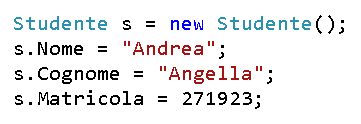 Studente s = new Studente();
s.Nome = "Andrea";
s.Cognome = "Angella";
s.Matricola = 271923;